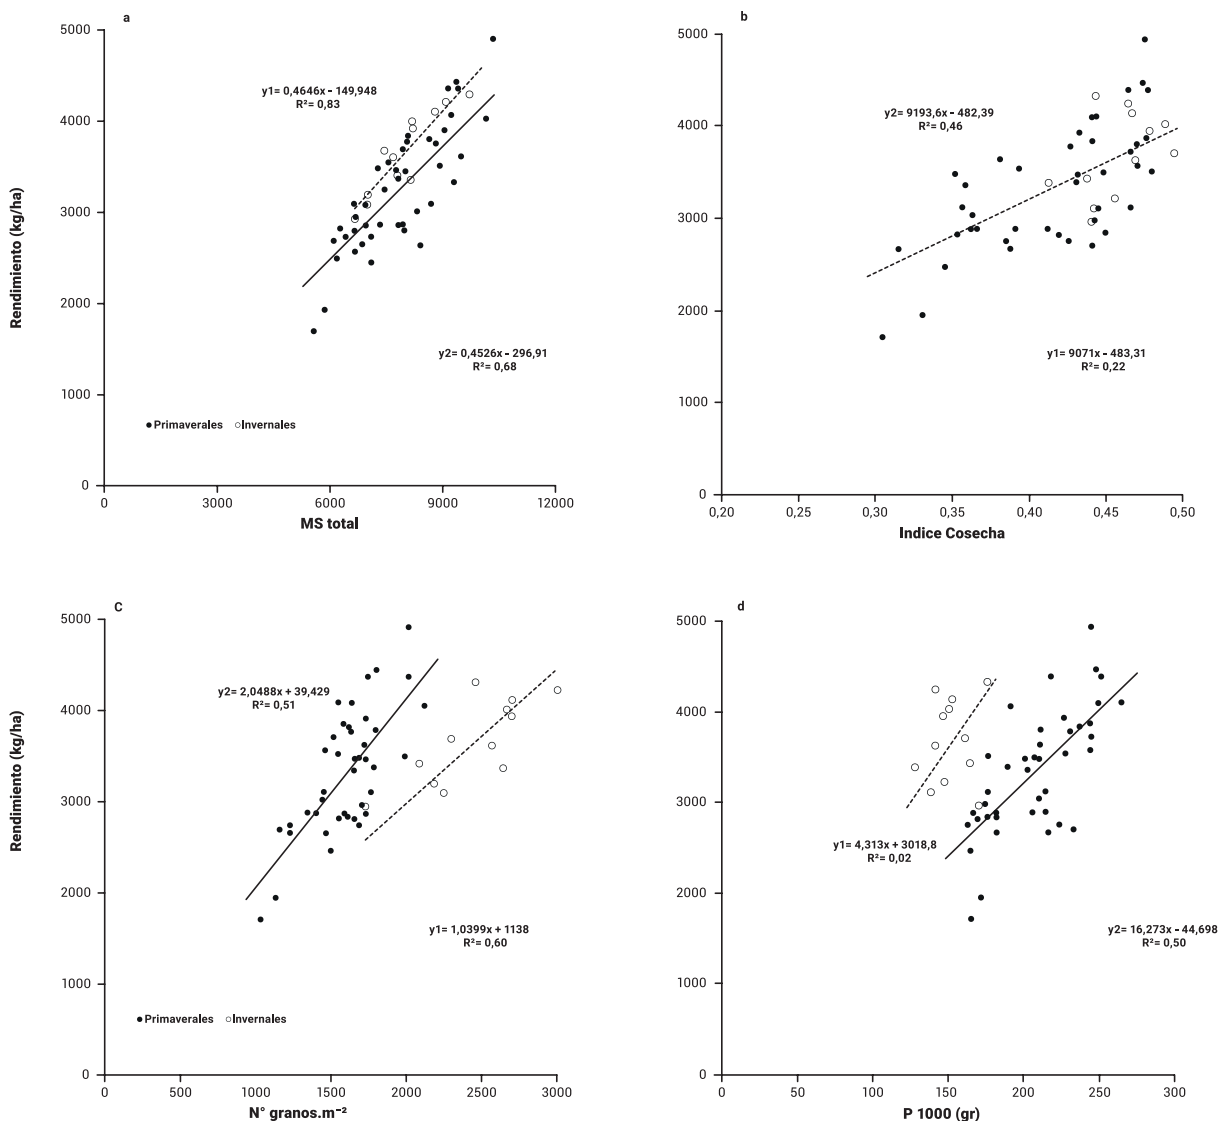 a
Rendimiento (kg/ha)
5000
4000
3000
2000
1000
0
y1= 0,4646x – 149,948
R²= 0,83
y2= 0,4526x – 296,91
R²= 0,68
Primaverales Invernales
0 3000 6000 9000 12000
MS total
b
5000
4000
3000
2000
1000
0
y2= 9193,6x – 482,39
R²= 0,46
y1= 9071x – 483,31
R²= 0,22
0,20 0,25 0,30 0,35 0,40 0,45 0,50
Indice Cosecha
C
Rendimiento (kg/ha)
5000
4000
3000
2000
1000
0
y2= 2,0488x + 39,429
R²= 0,51
y1= 1,0399x + 1138
R²= 0,60
Primaverales Invernales
0 500 1000 1500 2000 2500 3000
N° granos.m⁻²
d
5000
4000
3000
2000
1000
0
y1= 4,313x + 3018,8
R²= 0,02
y2= 16,273x – 44,698
R²= 0,50
0 50 100 150 200 250 300
P 1000 (gr)